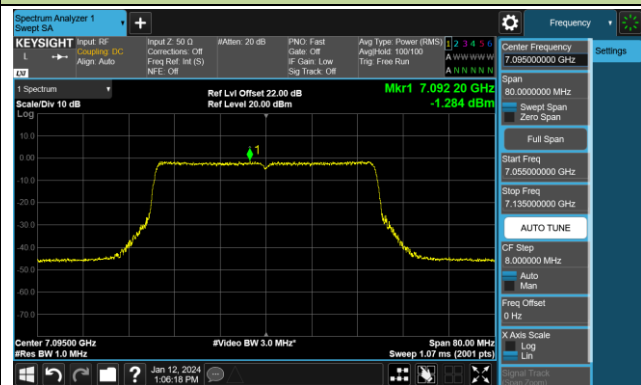 Spectrum Analyzer 1
Swept SA
Frequency
KEYSIGHT
L
LXI
Input: RF
Coupling: DC
Align: Auto
Input Z: 50 Ω
Corrections: Off
Freq Ref: Int (S)
NFE: Off
#Atten: 20 dB
PNO: Fast
Gate: Off
IF Gain: Low
Sig Track: Off
Avg Type: Power (RMS)
Avg|Hold: 100/100
Trig: Free Run
1 2 3 4 5 6
A W W W W W
A N N N N N
Center Frequency
7.095000000 GHz
Settings
Span
80.0000000 MHz
Swept Span
Zero Span
Full Span
Start Freq
7.055000000 GHz
Stop Freq
7.135000000 GHz
AUTO TUNE
CF Step
8.000000 MHz
Auto
Man
Freq Offset
0 Hz
X Axis Scale
Log
Lin
Signal Track
(Span Zoom)
1 Spectrum
Scale/Div 10 dB
Log
Ref Lvl Offset 22.00 dB
Ref Level 20.00 dBm
Mkr1 7.092 20 GHz
-1.284 dBm
1
10.0
0.00
-10.0
-20.0
-30.0
-40.0
-50.0
-60.0
-70.0
Center 7.09500 GHz
#Res BW 1.0 MHz
#Video BW 3.0 MHz*
Span 80.00 MHz
Sweep 1.07 ms (2001 pts)
?
Jan 12, 2024
1:06:18 PM